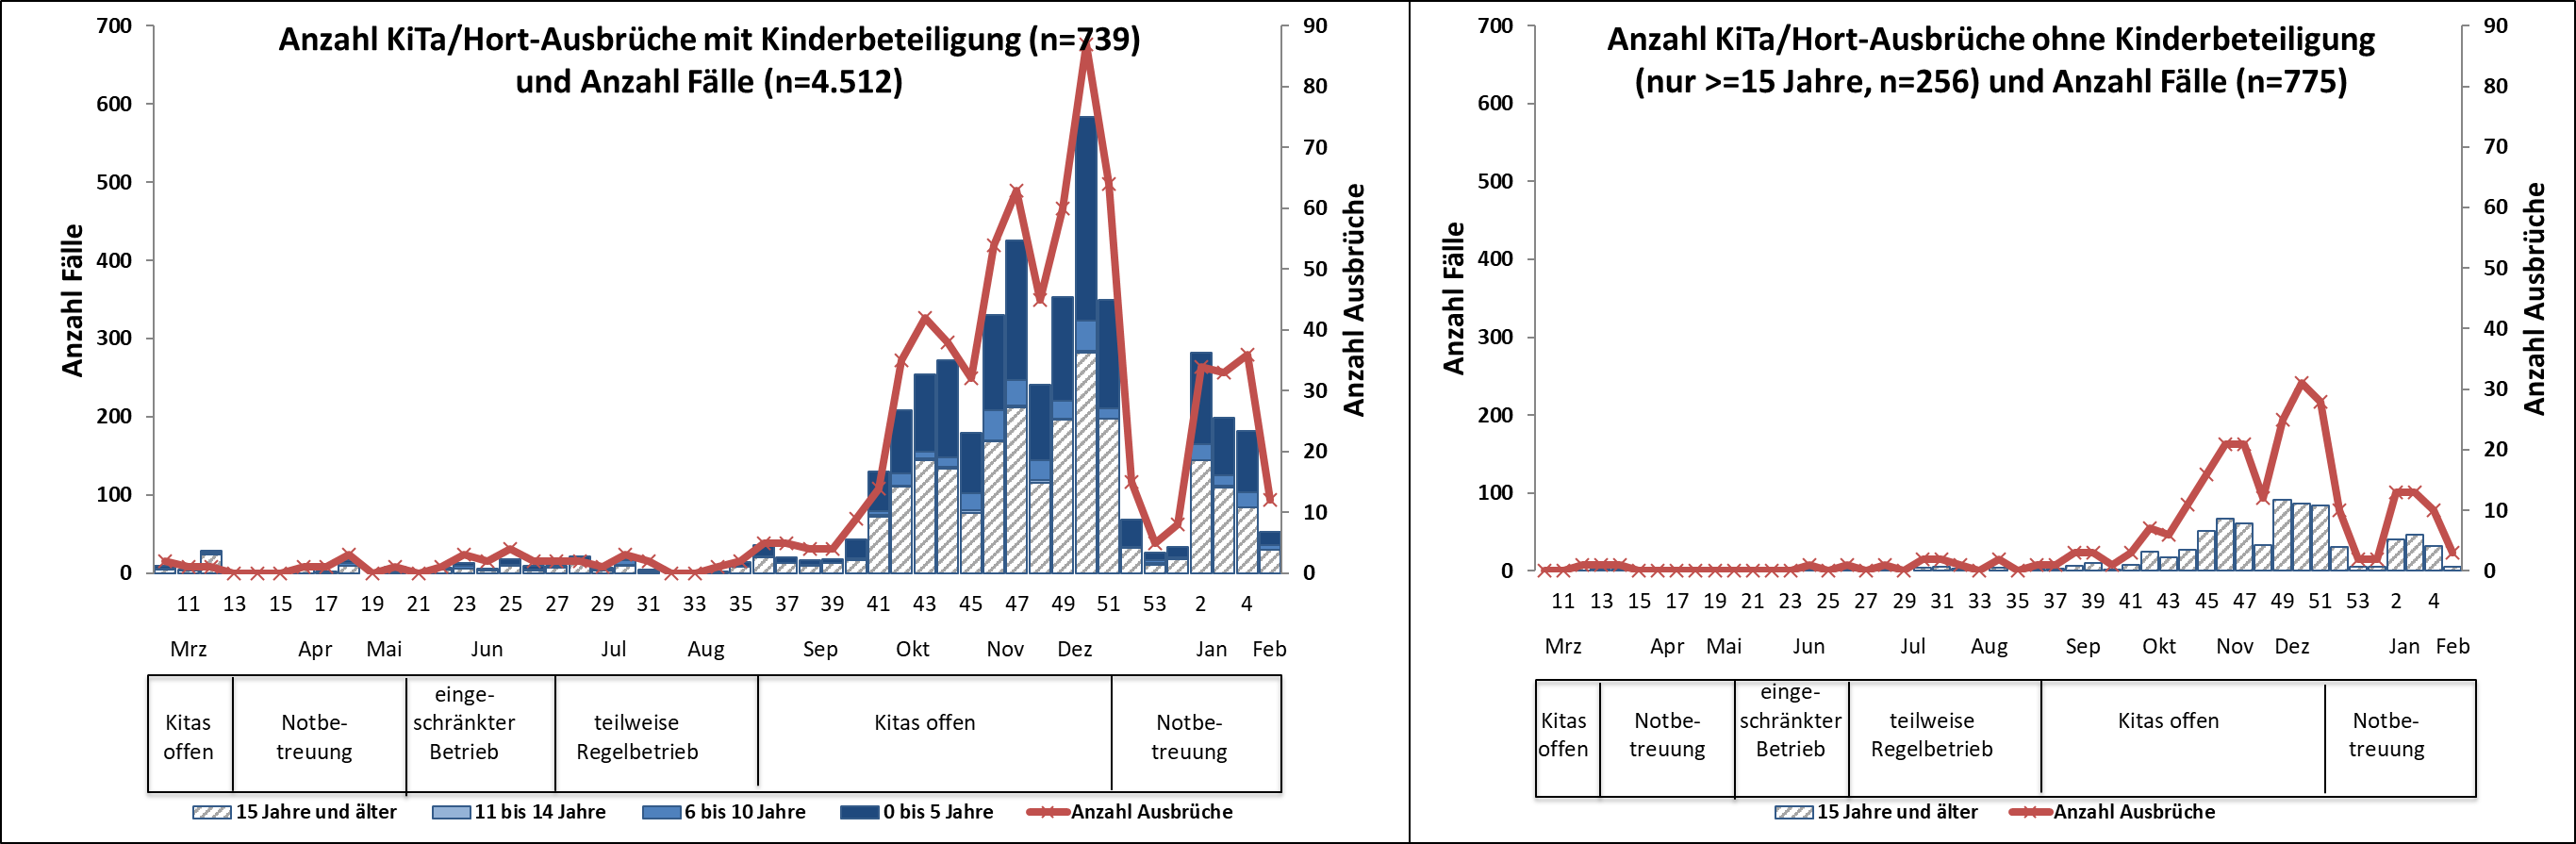 Anzahl KiTa/Hort-Ausbrüche mit Kinderbeteiligung (n=739)
und Anzahl Fälle (n=4.512)
Anzahl Fälle
700
600
500
400
300
200
100
0
90
80
70
60
50
40
30
20
10
0
Anzahl Ausbrüche
11 13 15 17 19 21 23 25 27 29 31 33 35 37 39 41 43 45 47 49 51 53 2 4
Mrz Apr Mai Jun Jul Aug Sep Okt Nov Dez Jan Feb
Kitas
offen
Notbe-
treuung
einge-
schränkter
Betrieb
teilweise
Regelbetrieb
Kitas offen
Notbe-
treuung
15 Jahre und älter 11 bis 14 Jahre 6 bis 10 Jahre 0 bis 5 Jahre Anzahl Ausbrüche
Anzahl KiTa/Hort-Ausbrüche ohne Kinderbeteiligung
(nur >=15 Jahre, n=256) und Anzahl Fälle (n=775)
Anzahl Fälle
700
600
500
400
300
200
100
0
90
80
70
60
50
40
30
20
10
0
Anzahl Ausbrüche
11 13 15 17 19 21 23 25 27 29 31 33 35 37 39 41 43 45 47 49 51 53 2 4
Mrz Apr Mai Jun Jul Aug Sep Okt Nov Dez Jan Feb
Kitas
offen
Notbe-
treuung
einge-
schränkter
Betrieb
teilweise
Regelbetrieb
Kitas offen
Notbe-
treuung
15 Jahre und älter Anzahl Ausbrüche